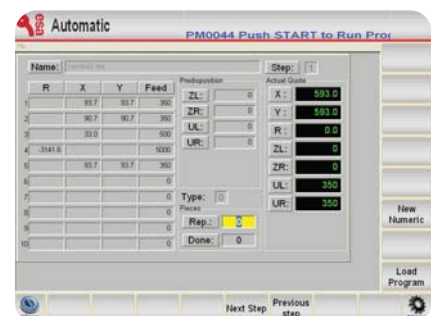 esa Automatic
PM0044 Push START to Run Proc
Name: Step: 1
R X Y Feed
Predisposition
Actual Quote
1 93.7 93.7 350
2 90.7 90.7 350
3 33.0 500
4 -3141.6 5000
5 93.7 93.7 350
6 0
7 0
8 0
9 0
10 0
ZL: 0
ZR: 0
UL: 0
UR: 0
Type: 0
Pieces
Rep.: 0
Done: 0
X: 593.0
Y: 593.0
R: 0.0
ZL: 0
ZR: 0
UL: 350
UR: 350
New
Numeric
Load
Program
Next Step
Previous
step